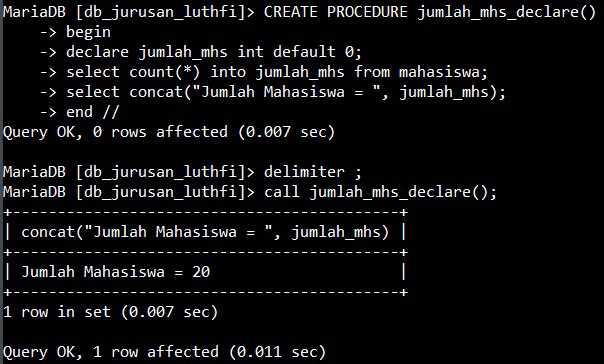 MariaDB [db_jurusan_luthfi]> CREATE PROCEDURE jumlah_mhs_declare()
    -> begin
    -> declare jumlah_mhs int default 0;
    -> select count(*) into jumlah_mhs from mahasiswa;
    -> select concat("Jumlah Mahasiswa = ", jumlah_mhs);
    -> end //
Query OK, 0 rows affected (0.007 sec)

MariaDB [db_jurusan_luthfi]> delimiter ;
MariaDB [db_jurusan_luthfi]> call jumlah_mhs_declare();
+-------------------------------------------+
| concat("Jumlah Mahasiswa = ", jumlah_mhs) |
+-------------------------------------------+
| Jumlah Mahasiswa = 20                     |
+-------------------------------------------+
1 row in set (0.007 sec)

Query OK, 1 row affected (0.011 sec)